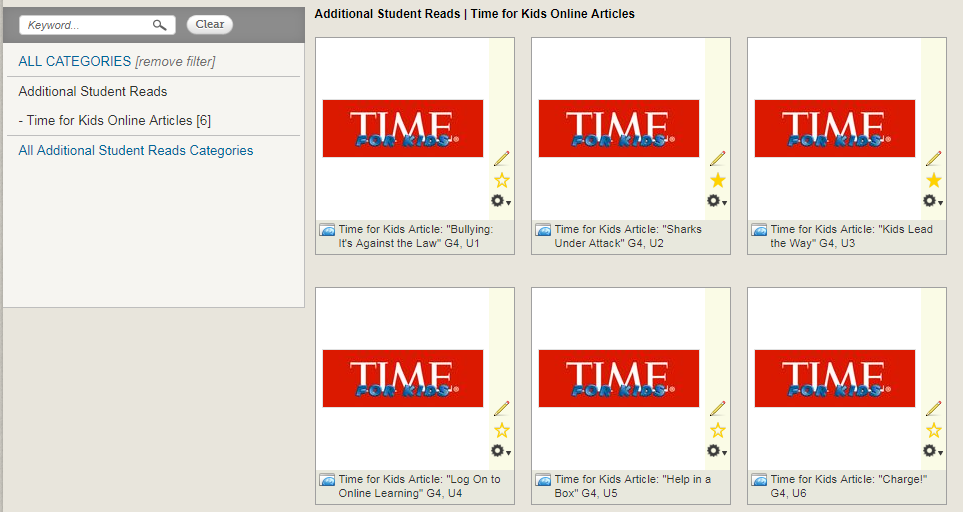 Keyword...
Clear
ALL CATEGORIES [remove filter]
Additional Student Reads
- Time for Kids Online Articles [6]
All Additional Student Reads Categories
Additional Student Reads | Time for Kids Online Articles
TIME
FOR KIDS®
Time for Kids Article: "Bullying:
It's Against the Law" G4, U1
TIME
FOR KIDS®
Time for Kids Article: "Sharks
Under Attack" G4, U2
TIME
FOR KIDS®
Time for Kids Article: "Kids Lead
the Way" G4, U3
TIME
FOR KIDS®
Time for Kids Article: "Log On to
Online Learning" G4, U4
TIME
FOR KIDS®
Time for Kids Article: "Help in a
Box" G4, U5
TIME
FOR KIDS®
Time for Kids Article: "Charge!"
G4, U6